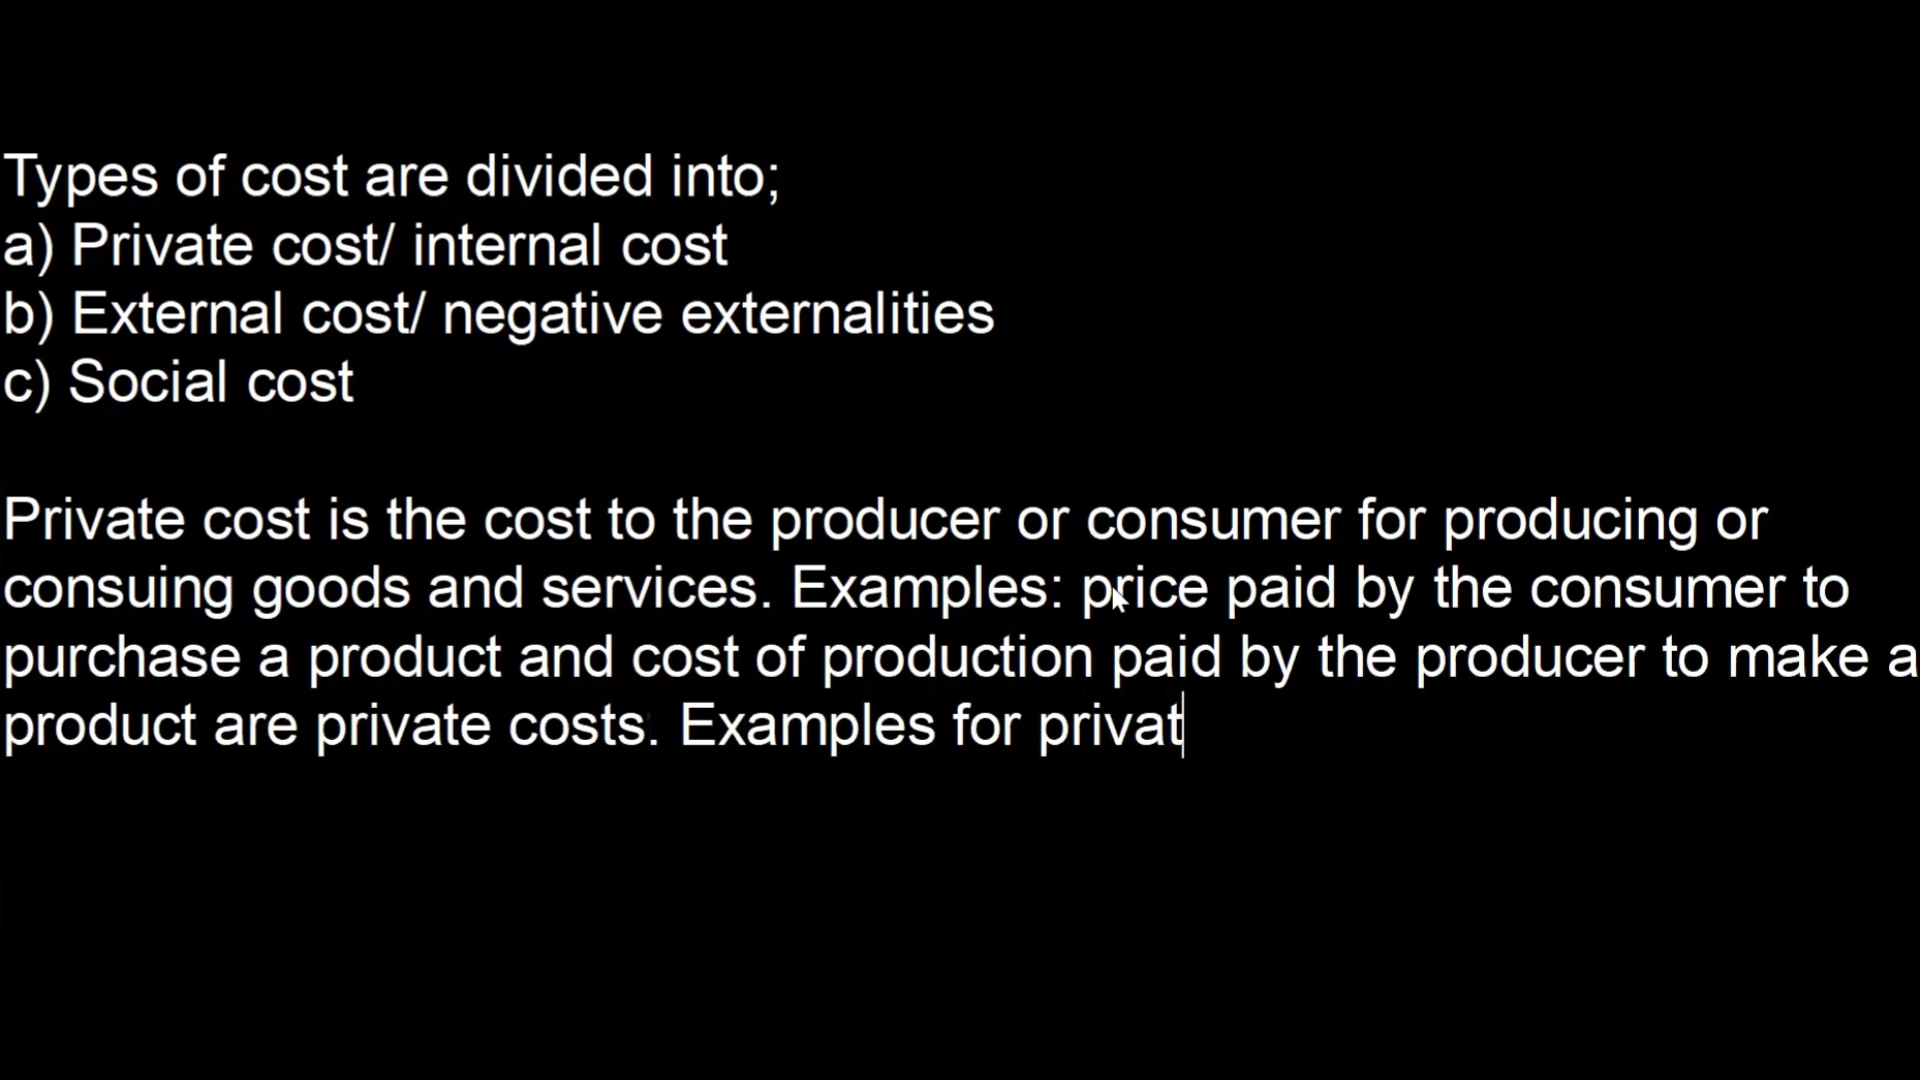 Types of cost are divided into;
a) Private cost/ internal cost
b) External cost/ negative externalities
c) Social cost
Private cost is the cost to the producer or consumer for producing or
consuing goods and services. Examples: price paid by the consumer to
purchase a product and cost of production paid by the producer to make a
product are private costs. Examples for privat